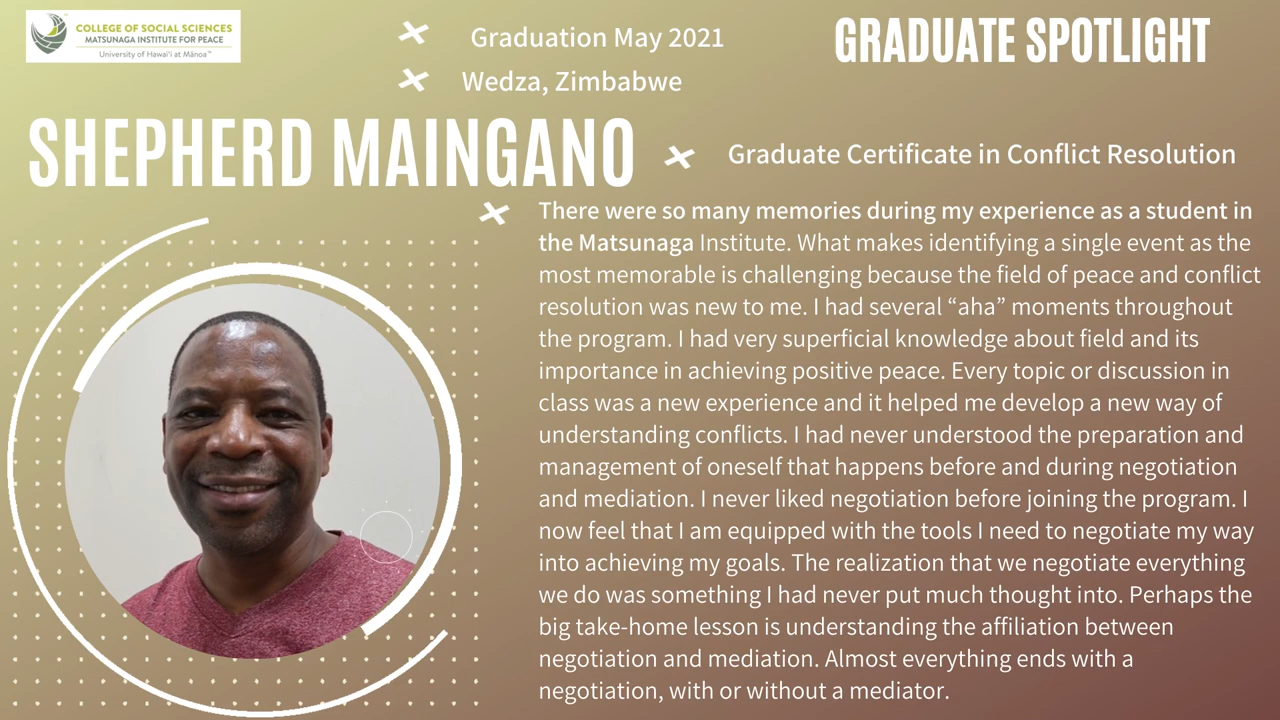 COLLEGE OF SOCIAL SCIENCES
MATSUNAGA INSTITUTE FOR PEACE
University of Hawai'i at Mānoa™
Graduation May 2021
GRADUATE SPOTLIGHT
Wedza, Zimbabwe
SHEPHERD MAINGANO
Graduate Certificate in Conflict Resolution
There were so many memories during my experience as a student in
the Matsunaga Institute. What makes identifying a single event as the
most memorable is challenging because the field of peace and conflict
resolution was new to me. I had several “aha” moments throughout
the program. I had very superficial knowledge about field and its
importance in achieving positive peace. Every topic or discussion in
class was a new experience and it helped me develop a new way of
understanding conflicts. I had never understood the preparation and
management of oneself that happens before and during negotiation
and mediation. I never liked negotiation before joining the program. I
now feel that I am equipped with the tools I need to negotiate my way
into achieving my goals. The realization that we negotiate everything
we do was something I had never put much thought into. Perhaps the
big take-home lesson is understanding the affiliation between
negotiation and mediation. Almost everything ends with a
negotiation, with or without a mediator.